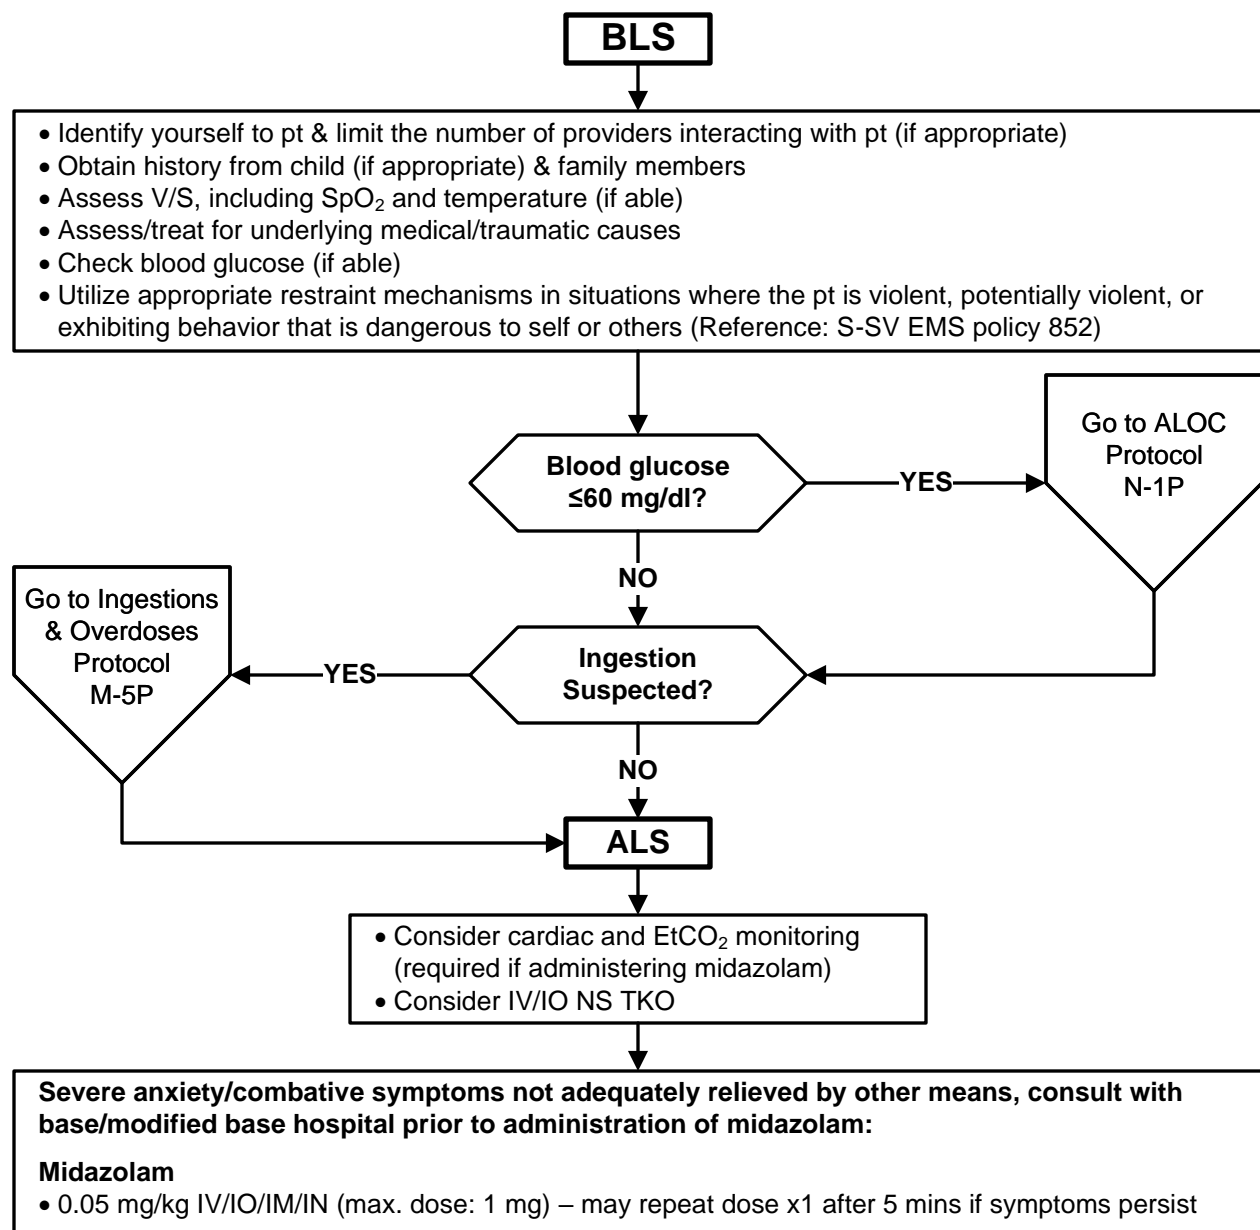 BLS
• Identify yourself to pt & limit the number of providers interacting with pt (if appropriate)
• Obtain history from child (if appropriate) & family members
• Assess V/S, including SpO₂ and temperature (if able)
• Assess/treat for underlying medical/traumatic causes
• Check blood glucose (if able)
• Utilize appropriate restraint mechanisms in situations where the pt is violent, potentially violent, or
exhibiting behavior that is dangerous to self or others (Reference: S-SV EMS policy 852)
Blood glucose
≤60 mg/dl?
YES
Go to ALOC
Protocol
N-1P
NO
Ingestion
Suspected?
YES
Go to Ingestions
& Overdoses
Protocol
M-5P
NO
ALS
• Consider cardiac and EtCO₂ monitoring
(required if administering midazolam)
• Consider IV/IO NS TKO
Severe anxiety/combative symptoms not adequately relieved by other means, consult with
base/modified base hospital prior to administration of midazolam:
Midazolam
• 0.05 mg/kg IV/IO/IM/IN (max. dose: 1 mg) – may repeat dose x1 after 5 mins if symptoms persist